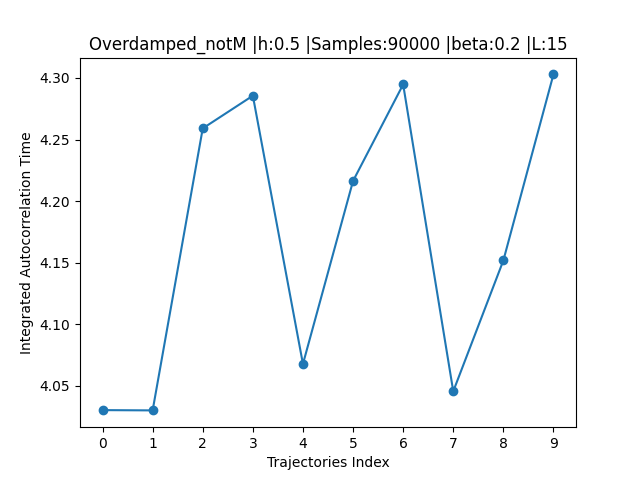 Overdamped_notM |h:0.5 |Samples:90000 |beta:0.2 |L:15
Integrated Autocorrelation Time
4.30
4.25
4.20
4.15
4.10
4.05
0 1 2 3 4 5 6 7 8 9
Trajectories Index